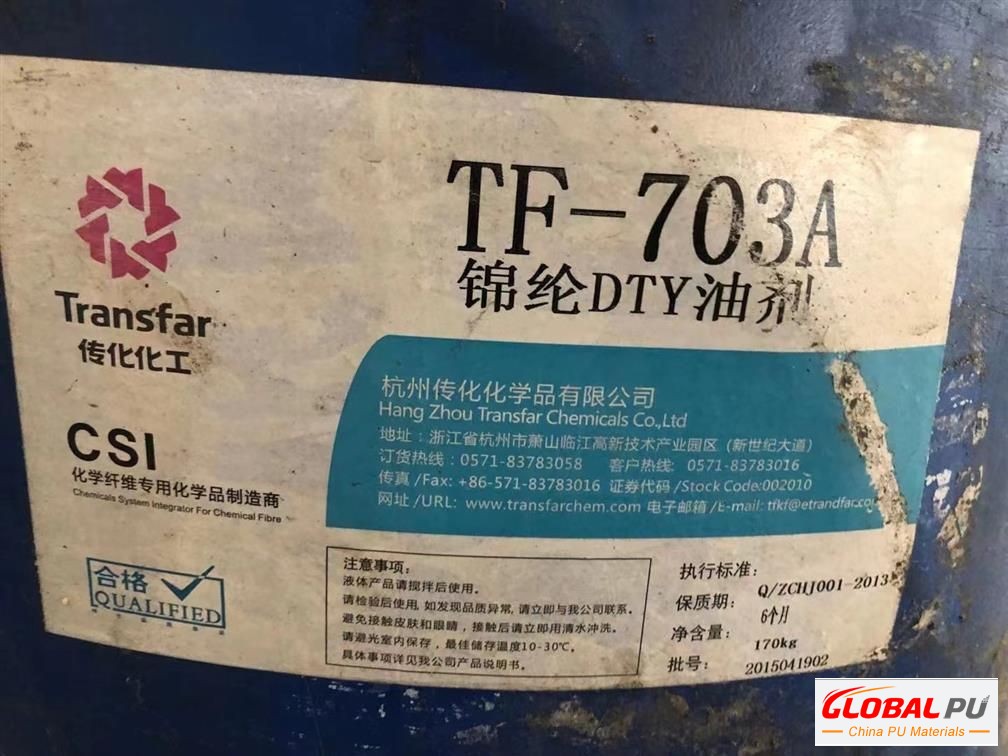 TF-703A
锦纶DTY油剂
Transfar
传化化工
CSI
化学纤维专用化学品制造商
Chemicals System Integrator For Chemical Fibre
合格
QUALIFIED
杭州传化化学品有限公司
Hang Zhou Transfar Chemicals Co.,Ltd
地址：浙江省杭州市萧山临江高新技术产业园区（新世纪大道）
订货热线：0571-83783058 客户热线: 0571-83783016
传真 /Fax: +86-571-83783016 证券代码 /Stock Code:002010
网址 /URL: www.transfarchem.com 电子邮箱 /E-mail: tfkf@etrandfar.com
注意事项:
液体产品请搅拌后使用。
请检验后使用, 如发现品质异常, 请立即与我公司联系。
避免接触皮肤和眼睛，接触后请立即用清水冲洗。
请避光室内保存，最佳储存温度10-30℃。
具体事项详见我公司产品说明书。
执行标准: Q/ZCHJ001-2013
保质期: 6个月
净含量: 170kg
批号: 2015041902
GLOBAL PU
China PU Materials